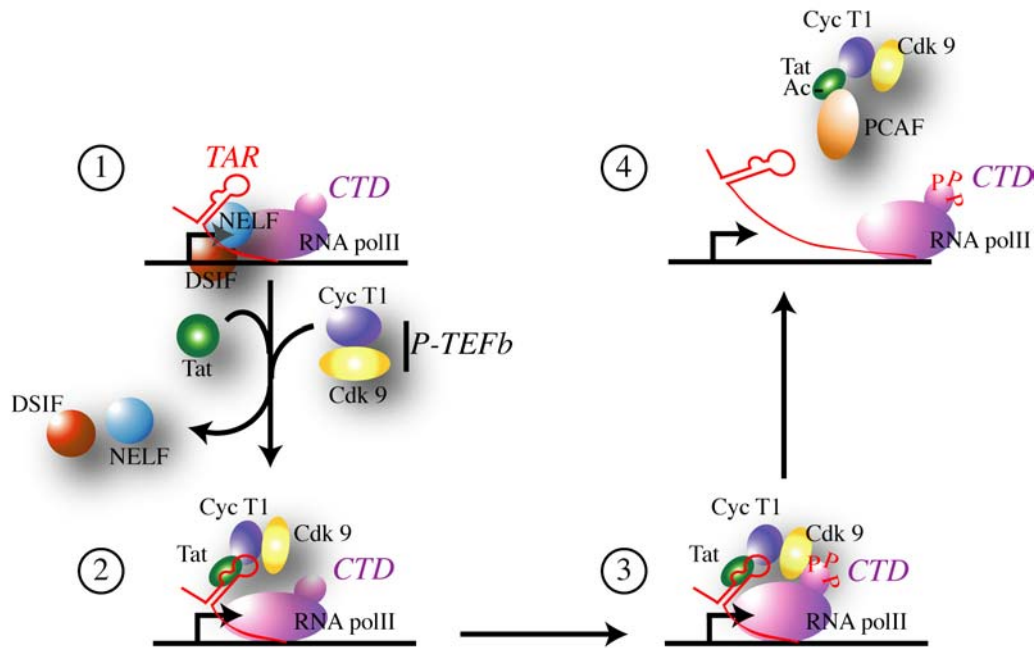 1
TAR
CTD
NELF
RNA polII
DSIF
Tat
Cyc T1
P-TEFb
Cdk 9
DSIF
NELF
2
Cyc T1
Cdk 9
Tat
CTD
RNA polII
3
Cyc T1
Cdk 9
Tat
P P P
CTD
RNA polII
4
Cyc T1
Cdk 9
Tat
Ac
PCAF
P P P
CTD
RNA polII